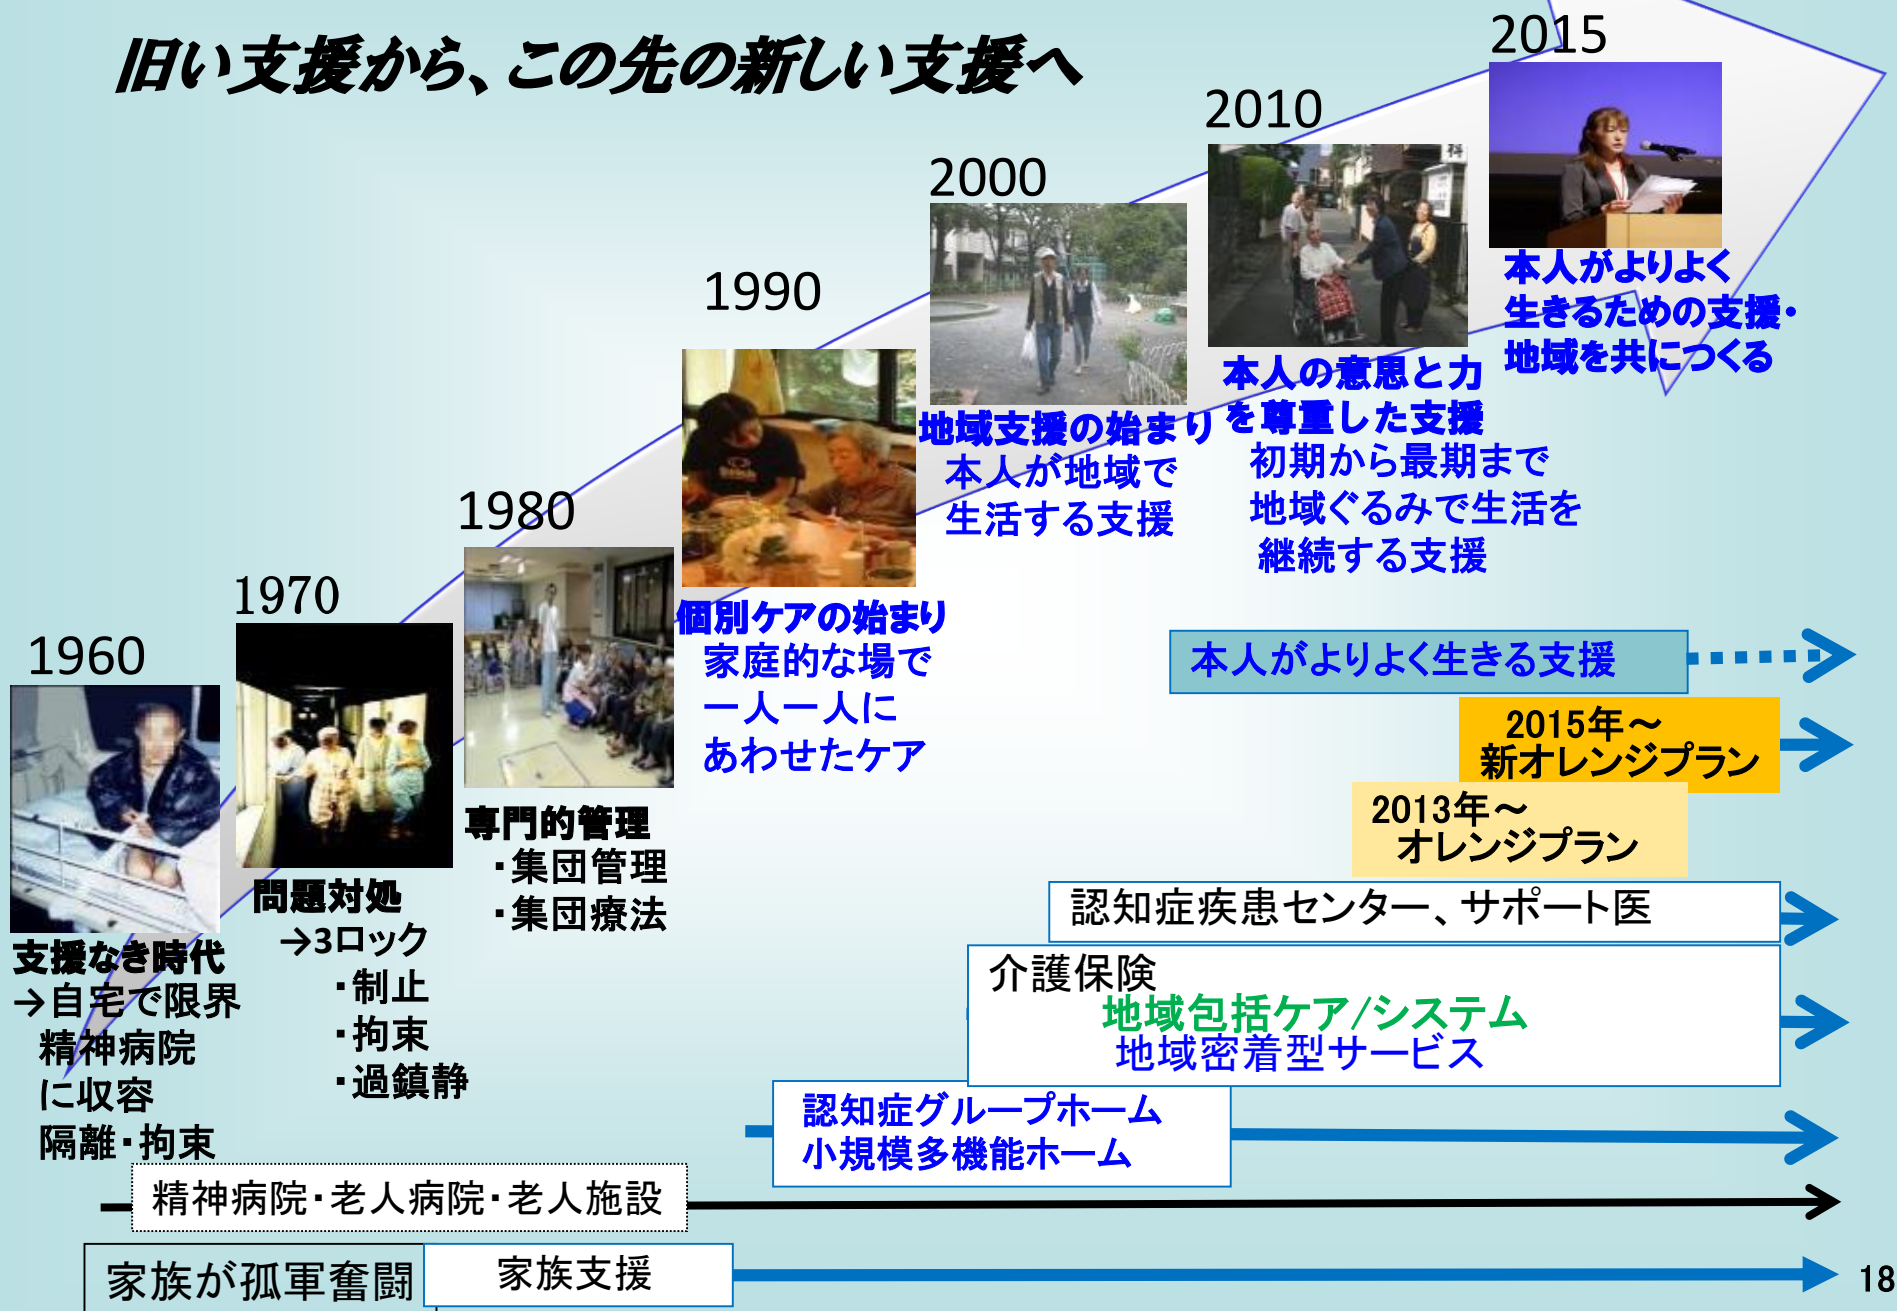 旧い支援から、この先の新しい支援へ
1960
支援なき時代
→自宅で限界
精神病院
に収容
隔離・拘束
1970
問題対処
→3ロック
・制止
・拘束
・過鎮静
1980
専門的管理
・集団管理
・集団療法
1990
個別ケアの始まり
家庭的な場で
一人一人に
あわせたケア
2000
地域支援の始まり
本人が地域で
生活する支援
2010
本人の意思と力
を尊重した支援
初期から最期まで
地域ぐるみで生活を
継続する支援
2015
本人がよりよく
生きるための支援・
地域を共につくる
本人がよりよく生きる支援
2015年～
新オレンジプラン
2013年～
オレンジプラン
認知症疾患センター、サポート医
介護保険
地域包括ケア/システム
地域密着型サービス
認知症グループホーム
小規模多機能ホーム
精神病院・老人病院・老人施設
家族が孤軍奮闘
家族支援
18